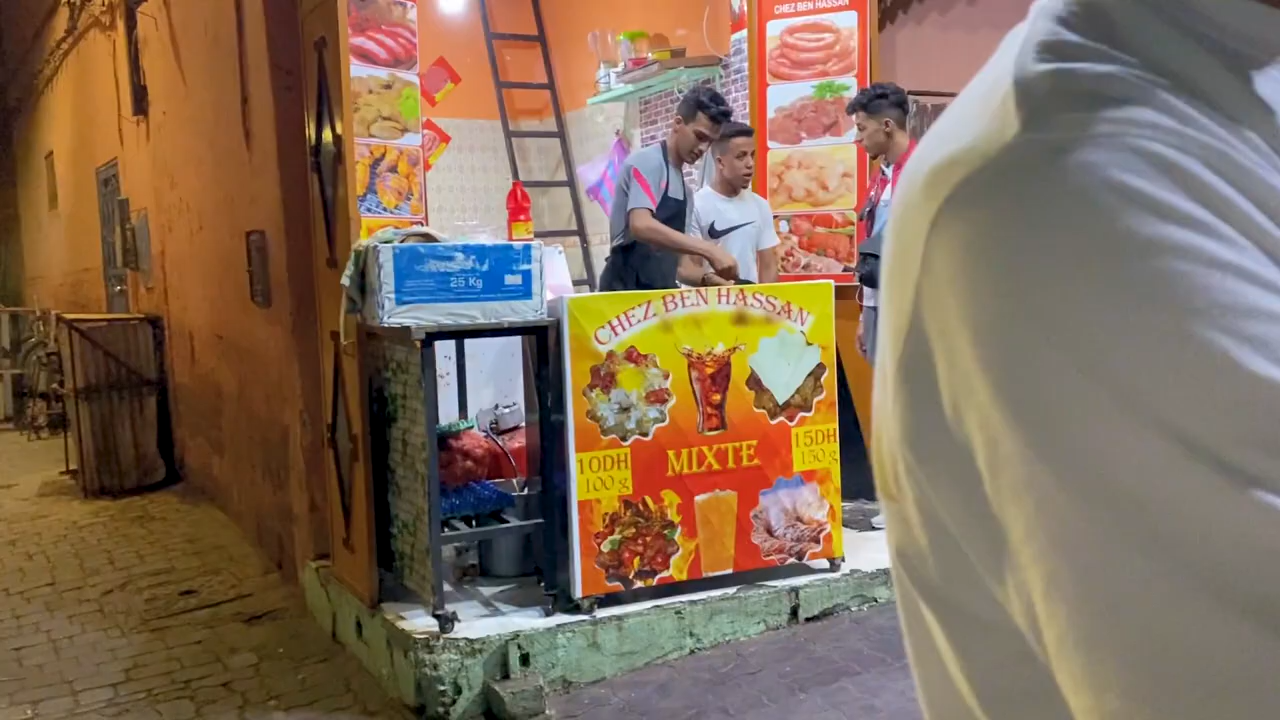 CHEZ BEN HASSAN
25 Kg
CHEZ BEN HASSAN
MIXTE
10DH
100 g
15DH
150 g